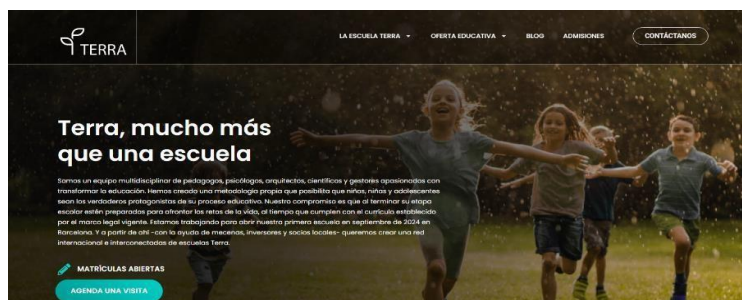 TERRA
LA ESCUELA TERRA
OFERTA EDUCATIVA
BLOG
ADMISIONES
CONTÁCTANOS
Terra, mucho más
que una escuela
Somos un equipo multidisciplinar de pedagogos, psicólogos, arquitectos, científicos y gestores apasionados con
transformar la educación. Hemos creado una metodología propia que posibilita que niñas, niños y adolescentes
sean los verdaderos protagonistas de su proceso educativo. Nuestro compromiso es que al terminar su etapa
escolar estén preparados para afrontar los retos de la vida, al tiempo que cumplen con el currículo establecido
por el marco legal vigente. Estamos trabajando para abrir nuestra primera escuela en septiembre de 2024 en
Barcelona. Y a partir de ahí -con la ayuda de mecenas, inversores y socios locales- queremos crear una red
internacional e interconectadas de escuelas Terra.
MATRÍCULAS ABIERTAS
AGENDA UNA VISITA